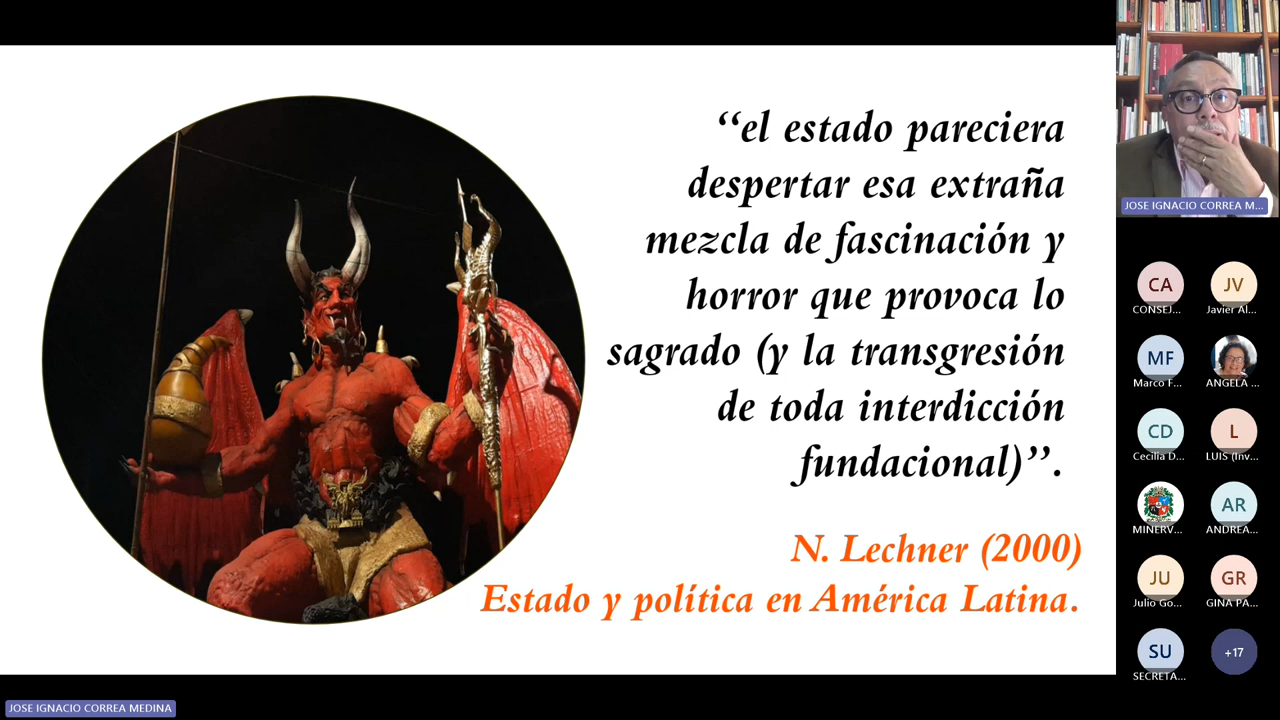 “el estado pareciera
despertar esa extraña
mezcla de fascinación y
horror que provoca lo
sagrado (y la transgresión
de toda interdicción
fundacional)”.
N. Lechner (2000)
Estado y política en América Latina.
JOSE IGNACIO CORREA M...
CA
JV
CONSEJ...
Javier Al...
MF
Marco F...
ANGELA ...
CD
L
Cecilia D...
LUIS (Inv...
AR
MINERV...
ANDREA...
JU
GR
Julio Go...
GINA PA...
SU
+17
SECRETA...
JOSE IGNACIO CORREA MEDINA